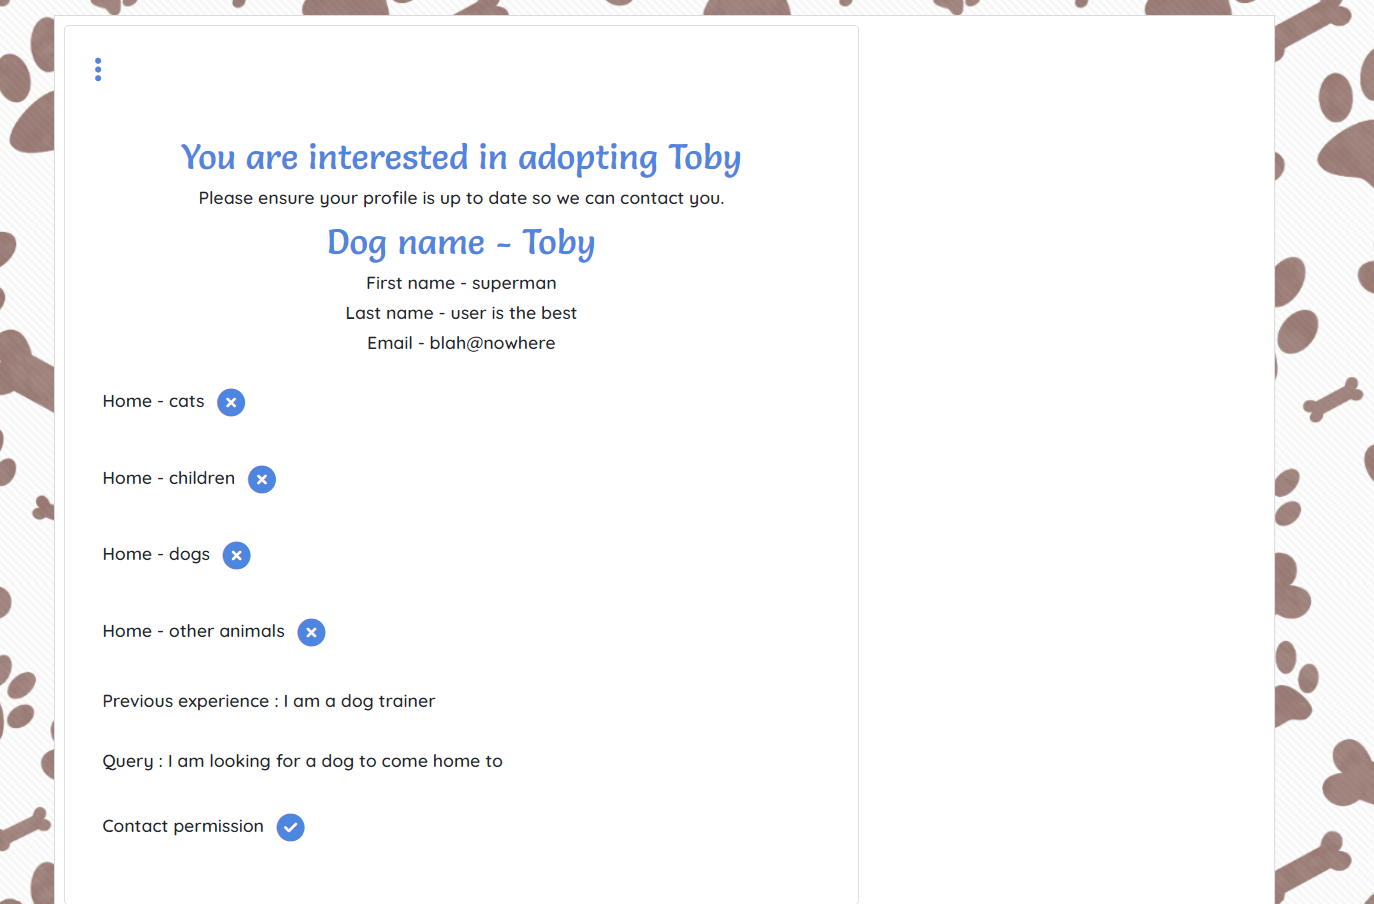 You are interested in adopting Toby
Please ensure your profile is up to date so we can contact you.
Dog name - Toby
First name - superman
Last name - user is the best
Email - blah@nowhere
Home - cats
Home - children
Home - dogs
Home - other animals
Previous experience : I am a dog trainer
Query : I am looking for a dog to come home to
Contact permission